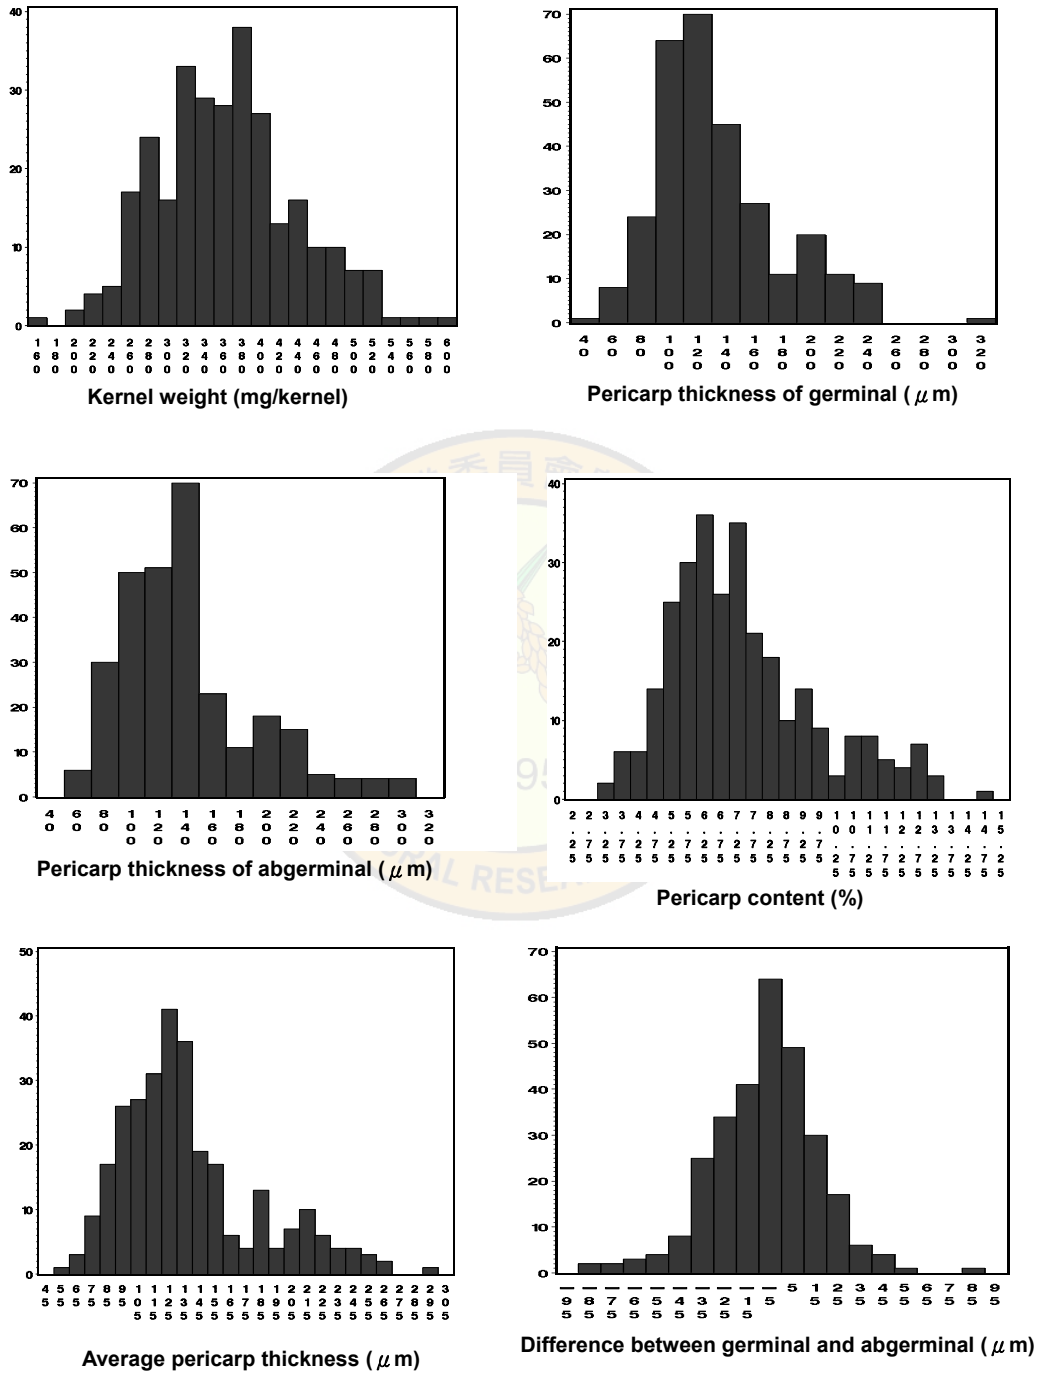 40
30
20
10
0
160 180 200 220 240 260 280 300 320 340 360 380 400 420 440 460 480 500 520 540 560 580 600
Kernel weight (mg/kernel)
70
60
50
40
30
20
10
0
40 60 80 100 120 140 160 180 200 220 240 260 280 300 320
Pericarp thickness of germinal (μm)
70
60
50
40
30
20
10
0
40 60 80 100 120 140 160 180 200 220 240 260 280 300 320
Pericarp thickness of abgerminal (μm)
40
30
20
10
0
2.25 2.75 3.25 3.75 4.25 4.75 5.25 5.75 6.25 6.75 7.25 7.75 8.25 8.75 9.25 9.75 10.25 10.75 11.25 11.75 12.25 12.75 13.25 13.75 14.25 14.75 15.25
Pericarp content (%)
50
40
30
20
10
0
45 55 65 75 85 95 105 115 125 135 145 155 165 175 185 195 205 215 225 235 245 255 265 275 285 295 305
Average pericarp thickness (μm)
70
60
50
40
30
20
10
0
-95 -85 -75 -65 -55 -45 -35 -25 -15 -5 5 15 25 35 45 55 65 75 85 95
Difference between germinal and abgerminal (μm)
委員會
RAL RESE